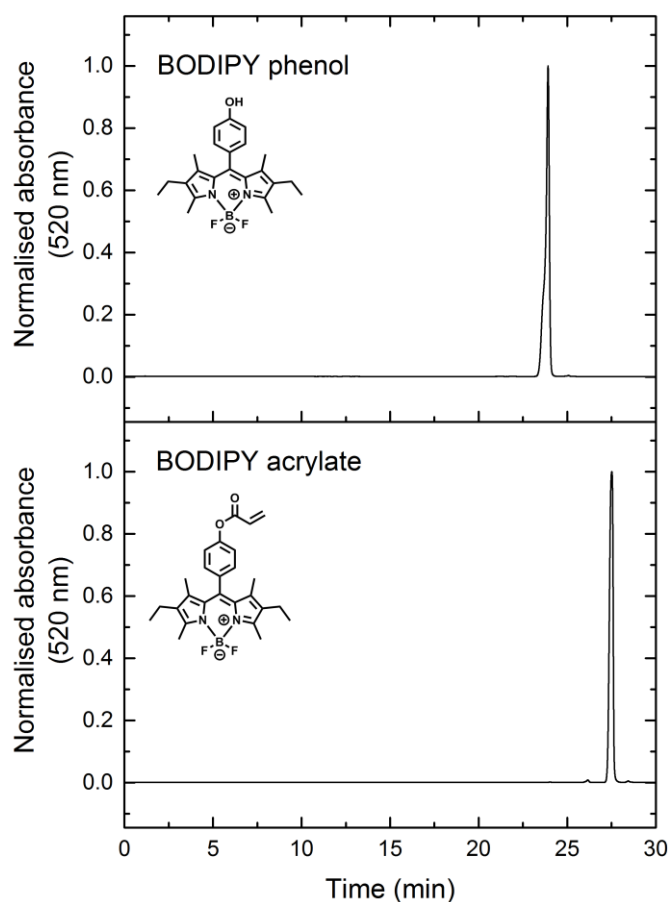 BODIPY phenol
OH
N
⊕
N
B
F
F
⊖
Normalised absorbance
(520 nm)
1.0
0.8
0.6
0.4
0.2
0.0
BODIPY acrylate
O
O
N
⊕
N
B
F
F
⊖
Normalised absorbance
(520 nm)
1.0
0.8
0.6
0.4
0.2
0.0
0 5 10 15 20 25 30
Time (min)